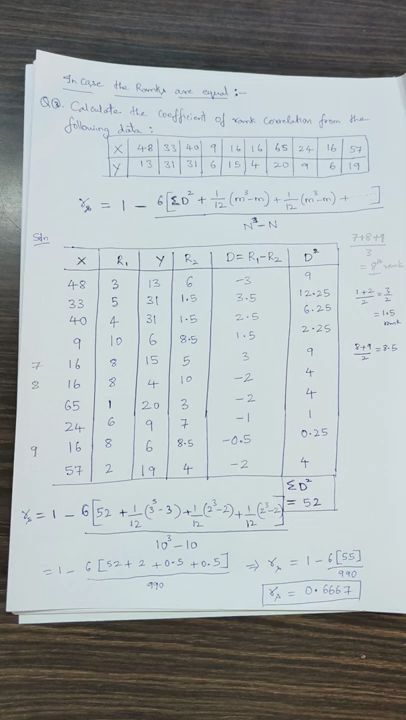 In case the Ranks are equal :-
Q②. Calculate the coefficient of rank correlation from the
following data :
X 48 33 40 9 16 16 65 24 16 57
Y 13 31 31 6 15 4 20 9 6 19
r = 1 - 6[ΣD² + 1/12 (m³-m) + 1/12 (m³-m) + ]
N³-N
Soln
X R₁ Y R₂ D = R₁-R₂ D²
48 3 13 6 -3 9
33 5 31 1.5 3.5 12.25
40 4 31 1.5 2.5 6.25
9 10 6 8.5 1.5 2.25
7 16 8 15 5 3 9
8 16 8 4 10 -2 4
65 1 20 3 -2 4
24 6 9 7 -1 1
9 16 8 6 8.5 -0.5 0.25
57 2 19 4 -2 4
ΣD²
= 52
7+8+9
3
= 8th rank
1+2/2 = 3/2
= 1.5
rank
8+9/2 = 8.5
r = 1 - 6[52 + 1/12 (3³-3) + 1/12 (2³-2) + 1/12 (2³-2)]
10³-10
= 1 - 6[52 + 2 + 0.5 + 0.5] ⇒ r = 1 - 6[55]
990 990
r = 0.6667